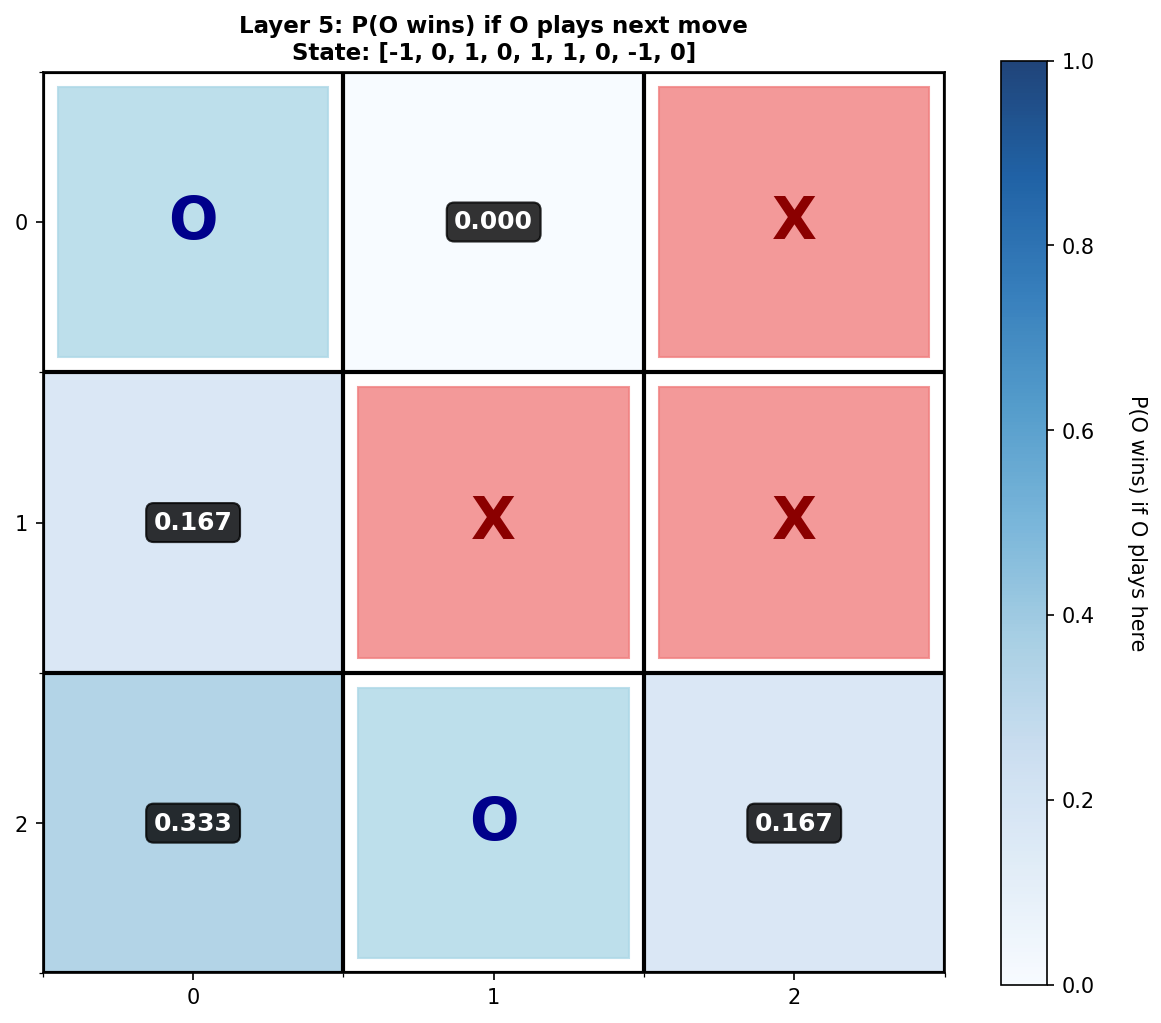 Layer 5: P(O wins) if O plays next move
State: [-1, 0, 1, 0, 1, 1, 0, -1, 0]
0
O
0.000
X
1
0.167
X
X
2
0.333
O
0.167
0
1
2
1.0
0.8
0.6
0.4
0.2
0.0
P(O wins) if O plays here